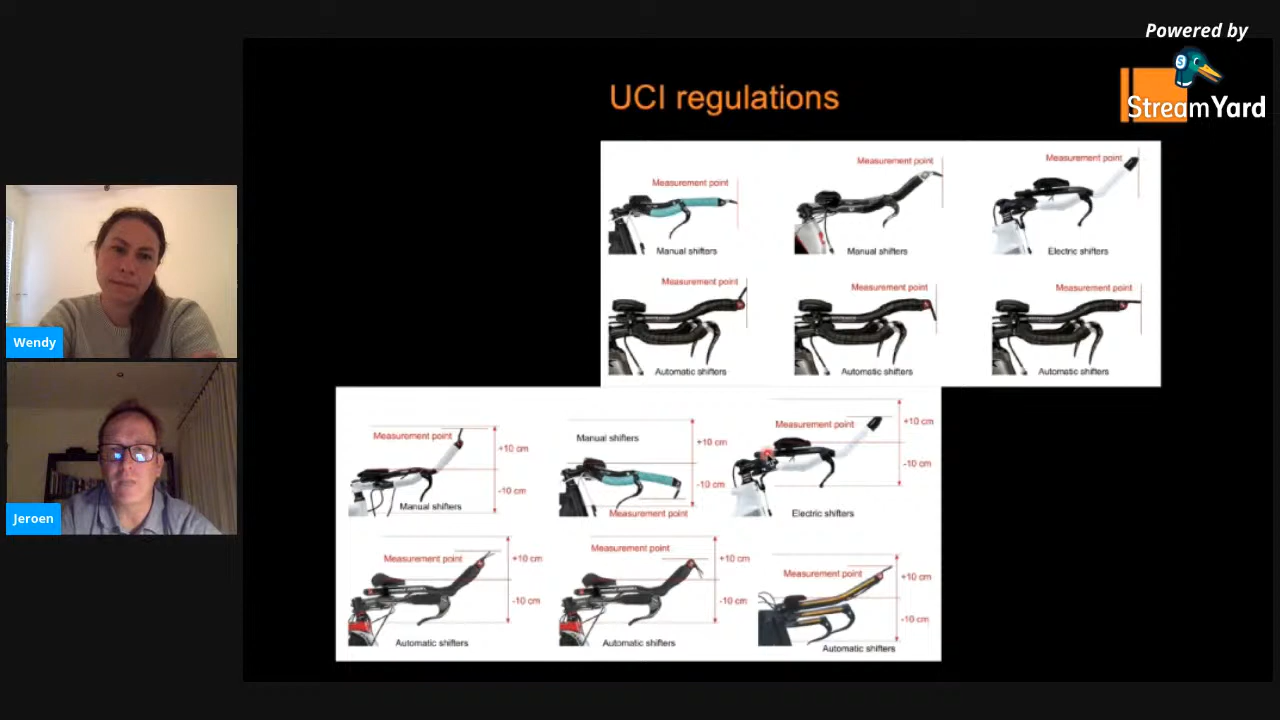 Powered by
StreamYard
UCI regulations
Measurement point
Measurement point
Measurement point
Manual shifters
Manual shifters
Electric shifters
Measurement point
Measurement point
Measurement point
Automatic shifters
Automatic shifters
Automatic shifters
Wendy
Jeroen
Measurement point
+10 cm
-10 cm
Manual shifters
Manual shifters
+10 cm
-10 cm
Measurement point
Measurement point
+10 cm
-10 cm
Electric shifters
Measurement point
+10 cm
-10 cm
Automatic shifters
Measurement point
+10 cm
-10 cm
Automatic shifters
Measurement point
+10 cm
-10 cm
Automatic shifters